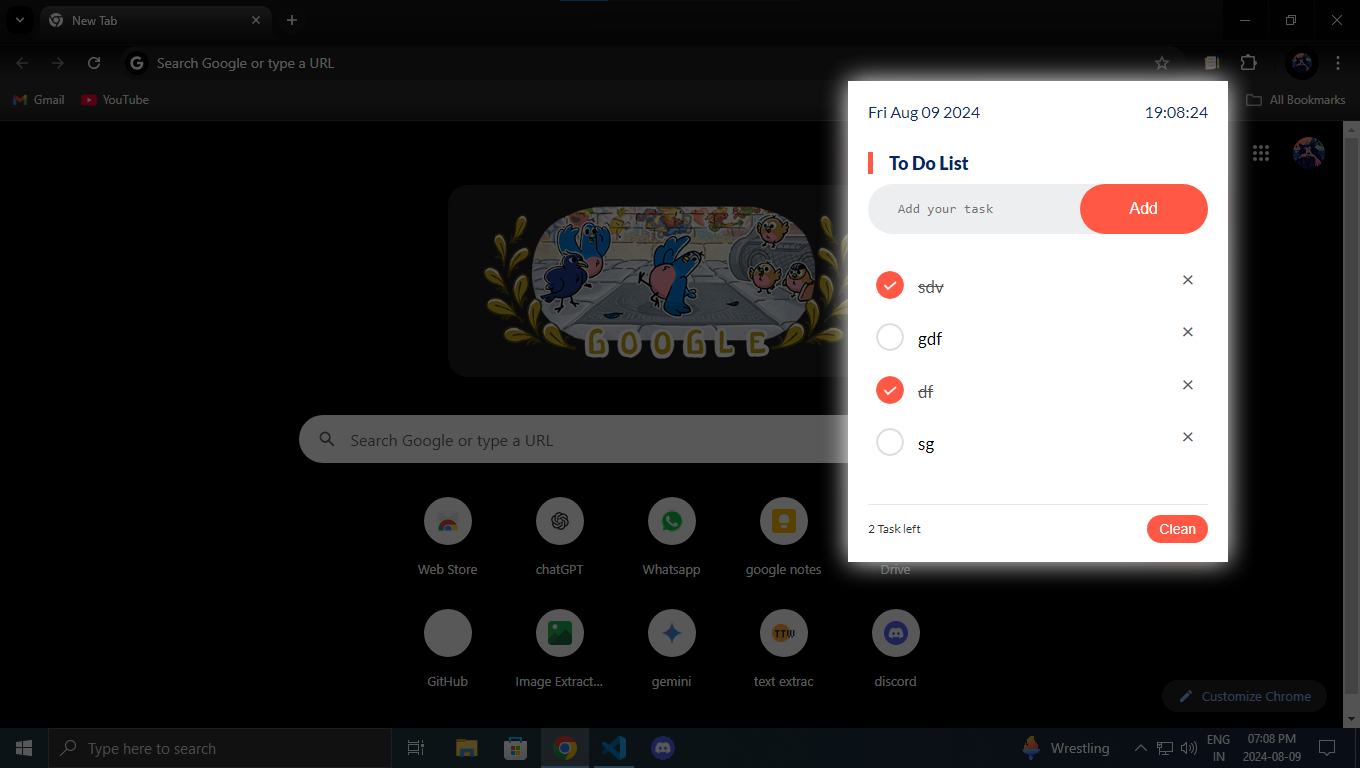 New Tab
Search Google or type a URL
Gmail
YouTube
All Bookmarks
Fri Aug 09 2024
19:08:24
To Do List
Add your task
Add
sdv
gdf
df
sg
2 Task left
Clean
GOOGLE
Search Google or type a URL
Web Store
chatGPT
Whatsapp
google notes
Drive
TTW
GitHub
Image Extract...
gemini
text extrac
discord
Customize Chrome
Type here to search
Wrestling
ENG
IN
07:08 PM
2024-08-09